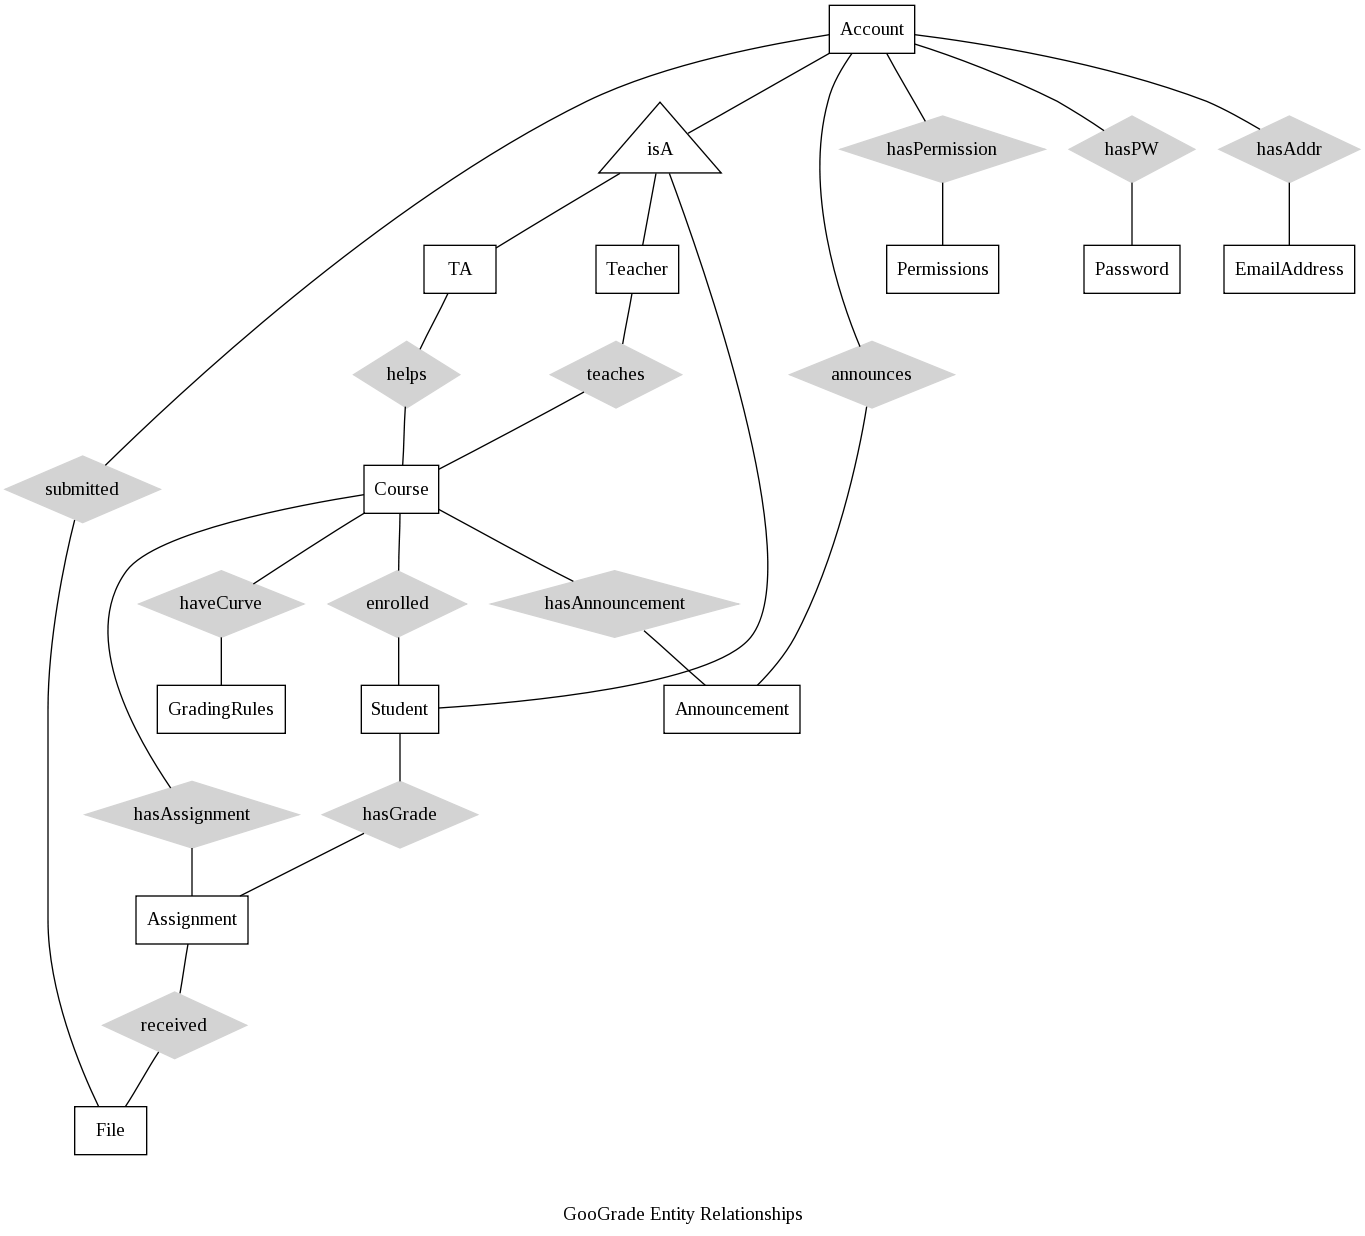 Account
isA
hasPermission
hasPW
hasAddr
TA
Teacher
Permissions
Password
EmailAddress
helps
teaches
announces
submitted
Course
haveCurve
enrolled
hasAnnouncement
GradingRules
Student
Announcement
hasAssignment
hasGrade
Assignment
received
File
GooGrade Entity Relationships